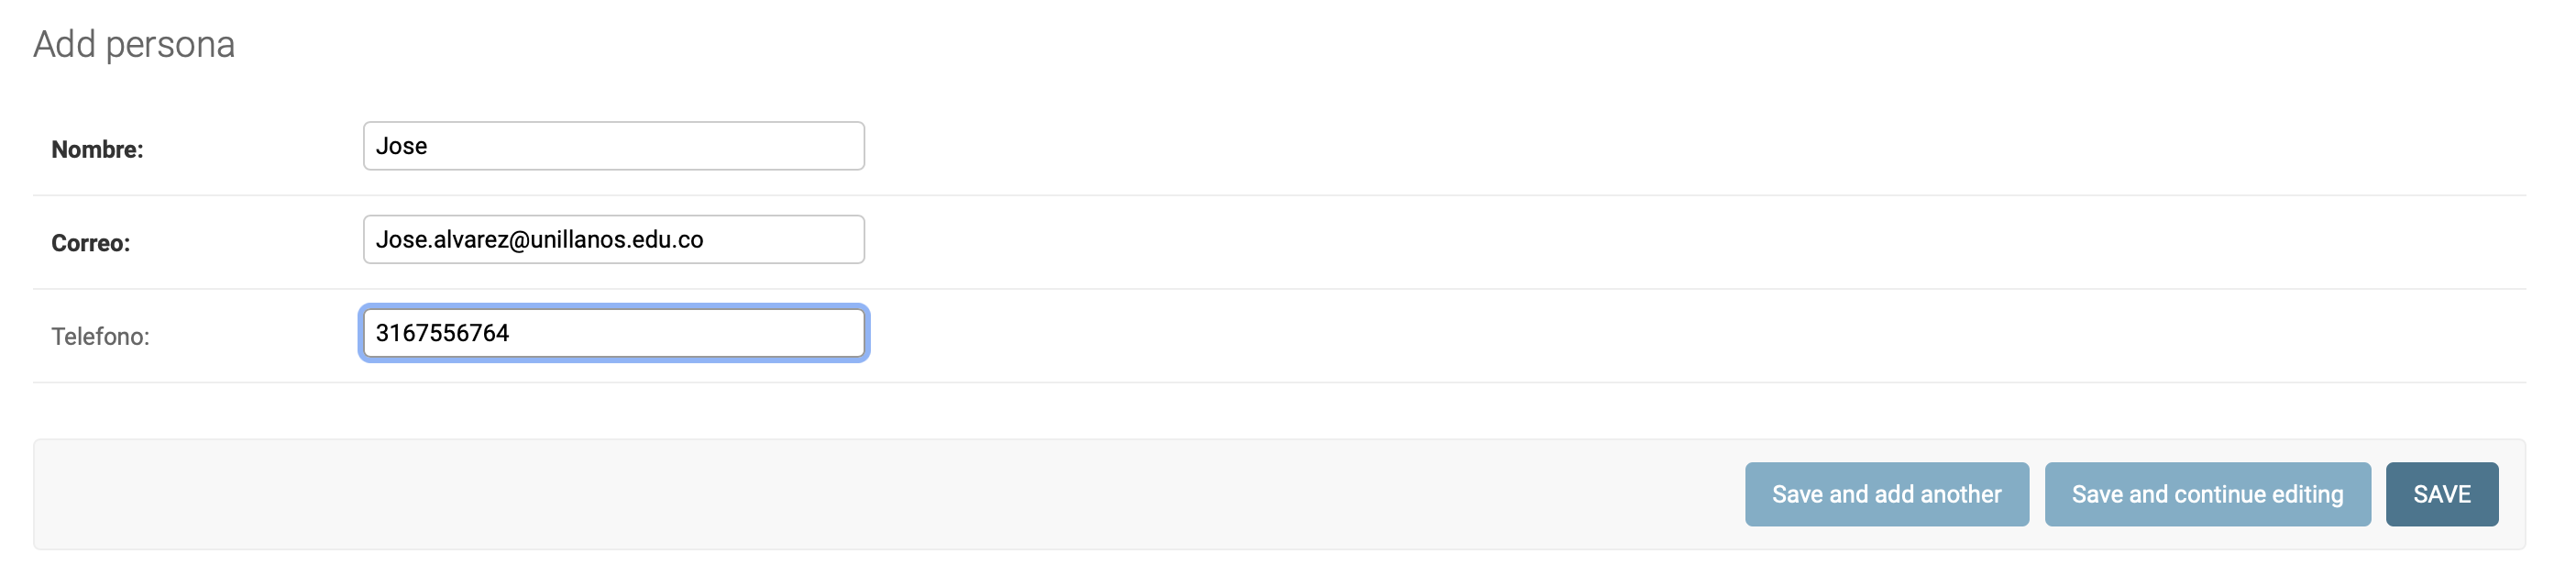 Add persona
Nombre: Jose
Correo: Jose.alvarez@unillanos.edu.co
Telefono: 3167556764
Save and add another Save and continue editing SAVE